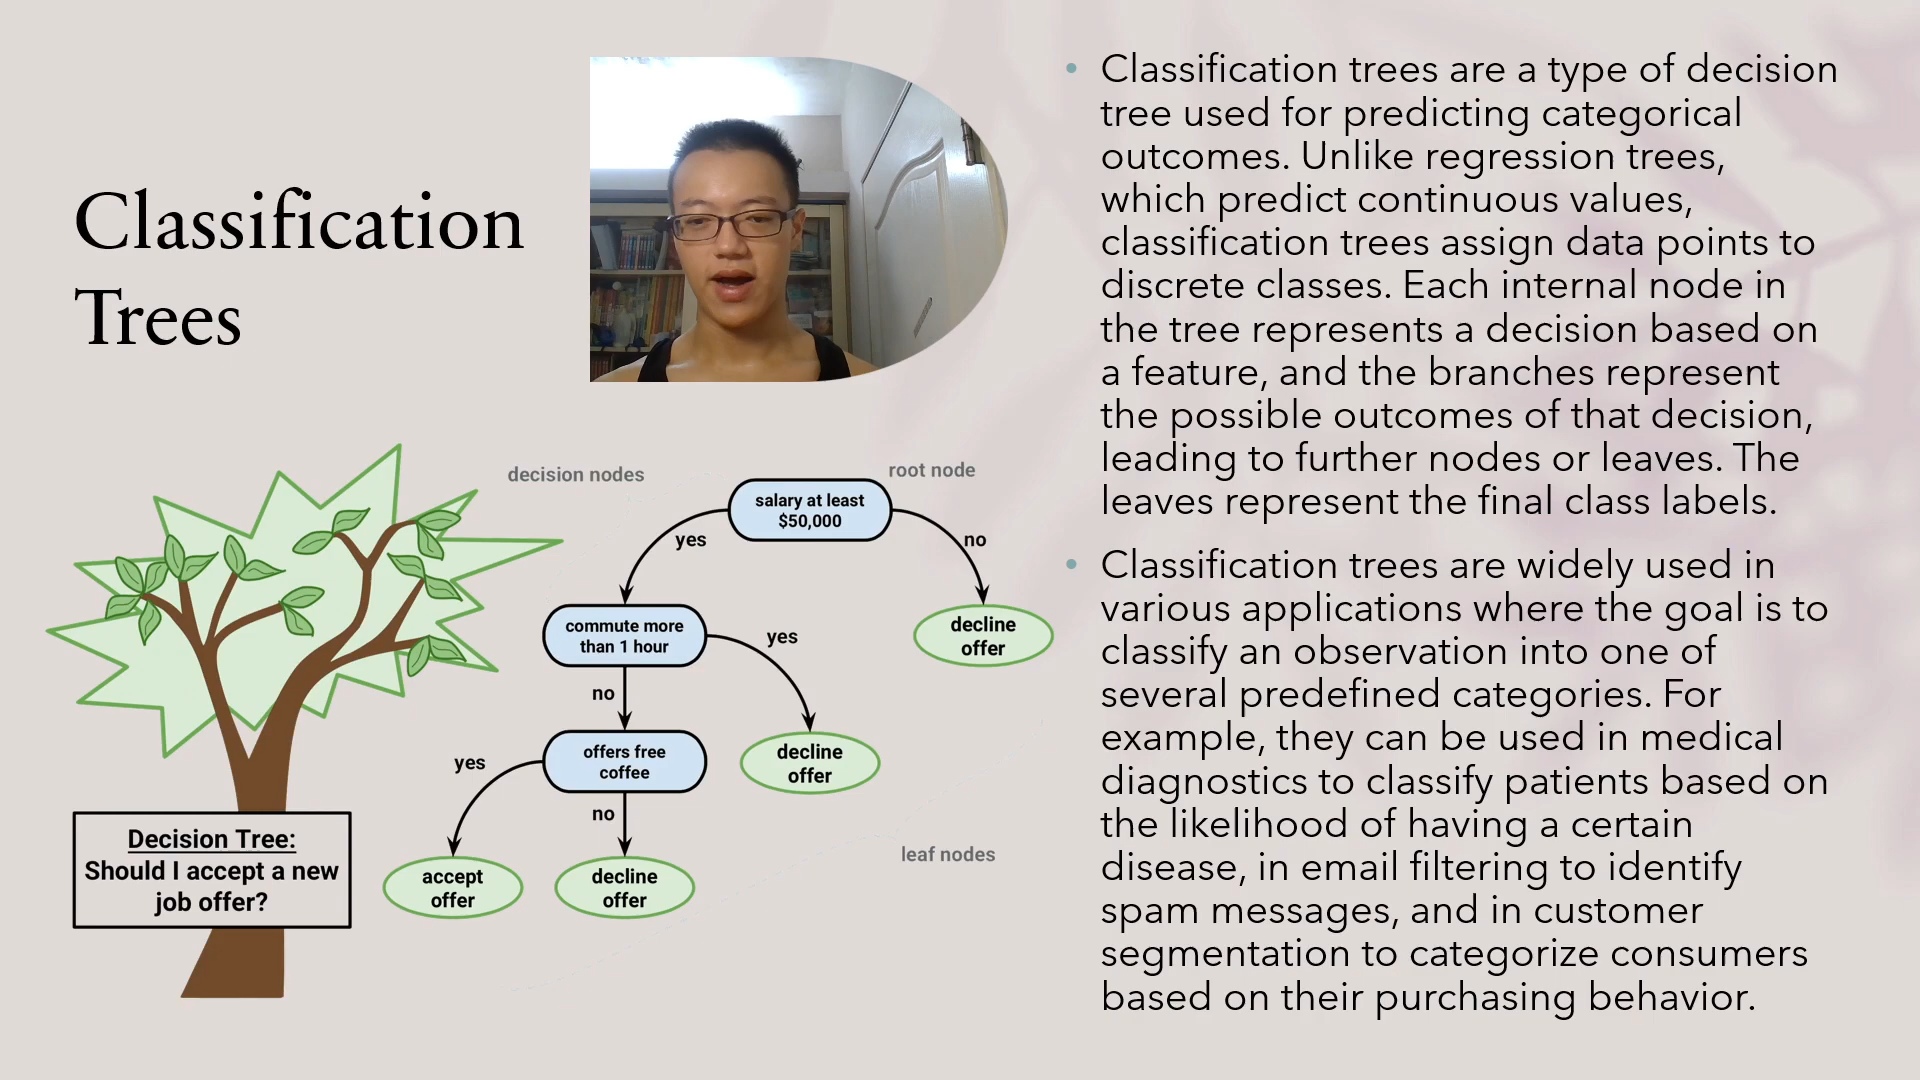 Classification
Trees
Classification trees are a type of decision
tree used for predicting categorical
outcomes. Unlike regression trees,
which predict continuous values,
classification trees assign data points to
discrete classes. Each internal node in
the tree represents a decision based on
a feature, and the branches represent
the possible outcomes of that decision,
leading to further nodes or leaves. The
leaves represent the final class labels.
Classification trees are widely used in
various applications where the goal is to
classify an observation into one of
several predefined categories. For
example, they can be used in medical
diagnostics to classify patients based on
the likelihood of having a certain
disease, in email filtering to identify
spam messages, and in customer
segmentation to categorize consumers
based on their purchasing behavior.
decision nodes
root node
salary at least
$50,000
yes
no
commute more
than 1 hour
yes
decline
offer
no
offers free
coffee
decline
offer
yes
no
accept
offer
decline
offer
leaf nodes
Decision Tree:
Should I accept a new
job offer?